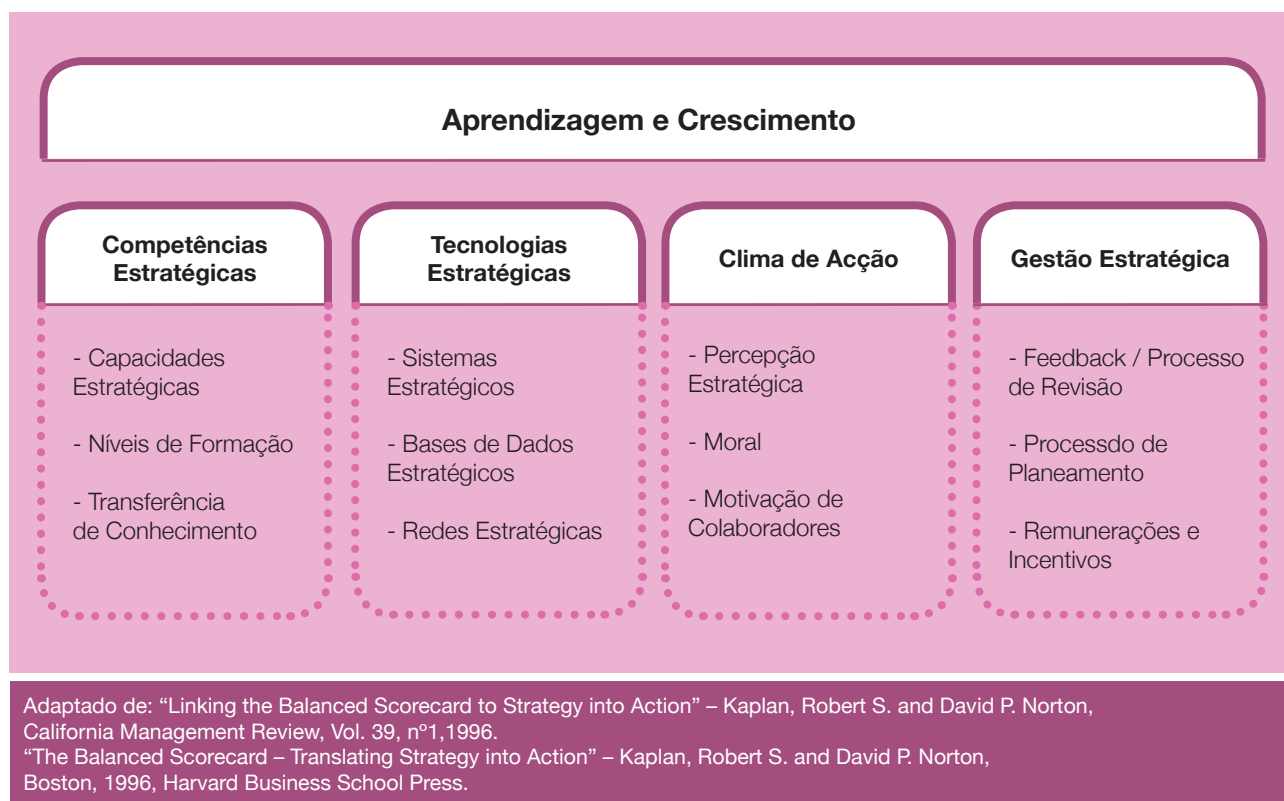 Aprendizagem e Crescimento
Competências
Estratégicas
- Capacidades
Estratégicas
- Níveis de Formação
- Transferência
de Conhecimento
Tecnologias
Estratégicas
- Sistemas
Estratégicos
- Bases de Dados
Estratégicos
- Redes Estratégicas
Clima de Acção
- Percepção
Estratégica
- Moral
- Motivação de
Colaboradores
Gestão Estratégica
- Feedback / Processo
de Revisão
- Processdo de
Planeamento
- Remunerações e
Incentivos
Adaptado de: “Linking the Balanced Scorecard to Strategy into Action” – Kaplan, Robert S. and David P. Norton,
California Management Review, Vol. 39, nº1,1996.
“The Balanced Scorecard – Translating Strategy into Action” – Kaplan, Robert S. and David P. Norton,
Boston, 1996, Harvard Business School Press.